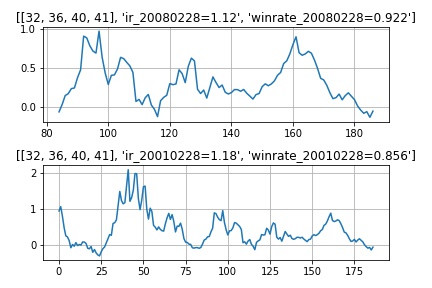 [[32, 36, 40, 41], 'ir_20080228=1.12', 'winrate_20080228=0.922']
1.0
0.5
0.0
80 100 120 140 160 180
[[32, 36, 40, 41], 'ir_20010228=1.18', 'winrate_20010228=0.856']
2
1
0
0 25 50 75 100 125 150 175